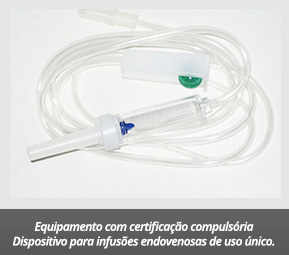 Equipamento com certificação compulsória
Dispositivo para infusões endovenosas de uso único.